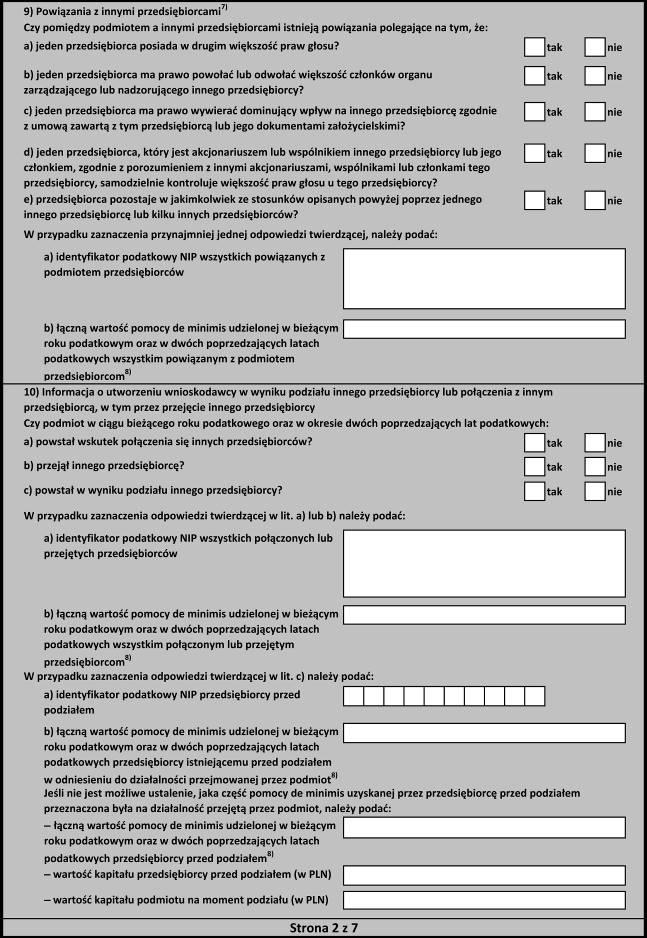 9) Powiązania z innymi przedsiębiorcami7)
Czy pomiędzy podmiotem a innymi przedsiębiorcami istnieją powiązania polegające na tym, że:
a) jeden przedsiębiorca posiada w drugim większość praw głosu? tak nie
b) jeden przedsiębiorca ma prawo powołać lub odwołać większość członków organu tak nie
zarządzającego lub nadzorującego innego przedsiębiorcy?
c) jeden przedsiębiorca ma prawo wywierać dominujący wpływ na innego przedsiębiorcę zgodnie tak nie
z umową zawartą z tym przedsiębiorcą lub jego dokumentami założycielskimi?
d) jeden przedsiębiorca, który jest akcjonariuszem lub wspólnikiem innego przedsiębiorcy lub jego tak nie
członkiem, zgodnie z porozumieniem z innymi akcjonariuszami, wspólnikami lub członkami tego
przedsiębiorcy, samodzielnie kontroluje większość praw głosu u tego przedsiębiorcy?
e) przedsiębiorca pozostaje w jakimkolwiek ze stosunków opisanych powyżej poprzez jednego tak nie
innego przedsiębiorcę lub kilku innych przedsiębiorców?
W przypadku zaznaczenia przynajmniej jednej odpowiedzi twierdzącej, należy podać:
a) identyfikator podatkowy NIP wszystkich powiązanych z
podmiotem przedsiębiorców
b) łączną wartość pomocy de minimis udzielonej w bieżącym
roku podatkowym oraz w dwóch poprzedzających latach
podatkowych wszystkim powiązanym z podmiotem
przedsiębiorcom8)
10) Informacja o utworzeniu wnioskodawcy w wyniku podziału innego przedsiębiorcy lub połączenia z innym
przedsiębiorcą, w tym przez przejęcie innego przedsiębiorcy
Czy podmiot w ciągu bieżącego roku podatkowego oraz w okresie dwóch poprzedzających lat podatkowych:
a) powstał wskutek połączenia się innych przedsiębiorców? tak nie
b) przejął innego przedsiębiorcę? tak nie
c) powstał w wyniku podziału innego przedsiębiorcy? tak nie
W przypadku zaznaczenia odpowiedzi twierdzącej w lit. a) lub b) należy podać:
a) identyfikator podatkowy NIP wszystkich połączonych lub
przejętych przedsiębiorców
b) łączną wartość pomocy de minimis udzielonej w bieżącym
roku podatkowym oraz w dwóch poprzedzających latach
podatkowych wszystkim połączonym lub przejętym
przedsiębiorcom8)
W przypadku zaznaczenia odpowiedzi twierdzącej w lit. c) należy podać:
a) identyfikator podatkowy NIP przedsiębiorcy przed
podziałem
b) łączną wartość pomocy de minimis udzielonej w bieżącym
roku podatkowym oraz w dwóch poprzedzających latach
podatkowych przedsiębiorcy istniejącemu przed podziałem
w odniesieniu do działalności przejmowanej przez podmiot8)
Jeśli nie jest możliwe ustalenie, jaka część pomocy de minimis uzyskanej przez przedsiębiorcę przed podziałem
przeznaczona była na działalność przejętą przez podmiot, należy podać:
– łączną wartość pomocy de minimis udzielonej w bieżącym
roku podatkowym oraz w dwóch poprzedzających latach
podatkowych przedsiębiorcy przed podziałem8)
– wartość kapitału przedsiębiorcy przed podziałem (w PLN)
– wartość kapitału podmiotu na moment podziału (w PLN)
Strona 2 z 7